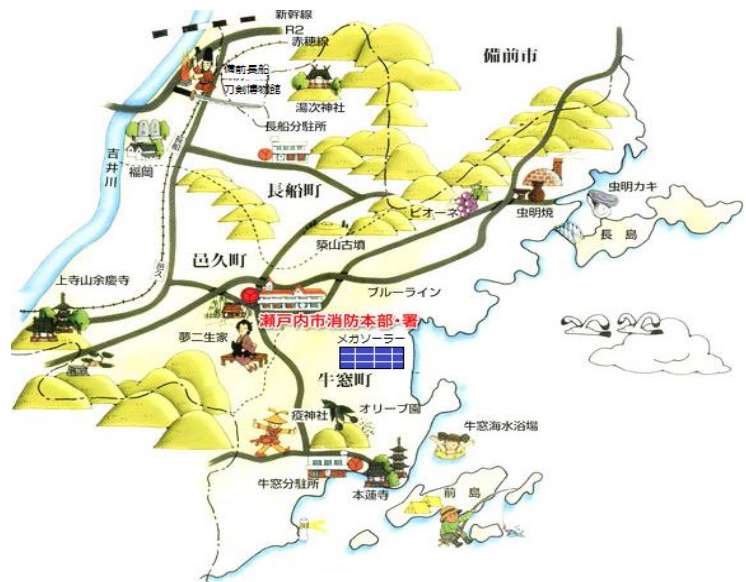 新幹線
R2
赤穂線
備前市
備前長船
刀剣博物館
湯次神社
長船分駐所
長船
吉井川
福岡
長船町
ピオーネ
虫明焼
虫明カキ
長島
築山古墳
邑久町
邑久
上寺山余慶寺
ブルーライン
瀬戸内市消防本部・署
夢二生家
メガソーラー
牛窓町
疫神社
オリーブ園
牛窓海水浴場
牛窓分駐所
本蓮寺
前島